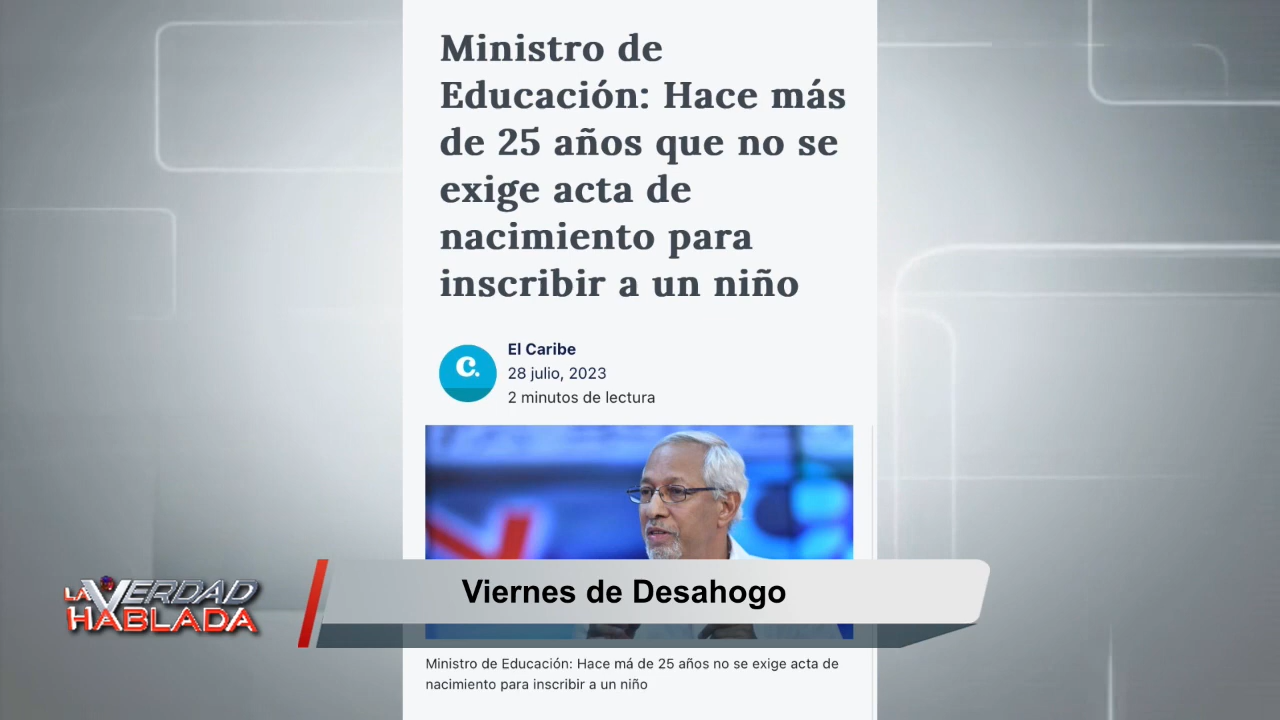 Ministro de
Educación: Hace más
de 25 años que no se
exige acta de
nacimiento para
inscribir a un niño
C.
El Caribe
28 julio, 2023
2 minutos de lectura
LA VERDAD
HABLADA
Viernes de Desahogo
Ministro de Educación: Hace má de 25 años no se exige acta de
nacimiento para inscribir a un niño